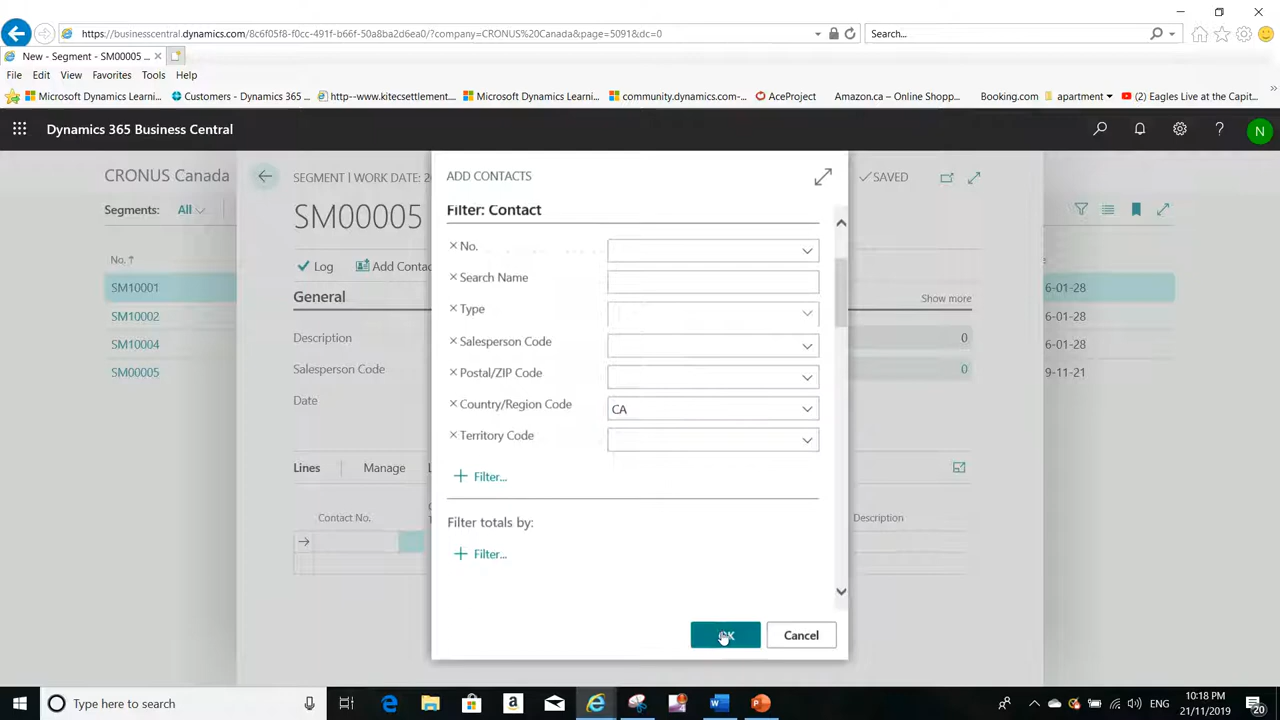 https://businesscentral.dynamics.com/8c6f05f8-f0cc-491f-b66f-50a8ba2d6ea0/?company=CRONUS%20Canada&page=5091&dc=0
Search...
New - Segment - SM00005 ...
File Edit View Favorites Tools Help
Microsoft Dynamics Learni... Customers - Dynamics 365 ... http--www.kitecsettlement.... Microsoft Dynamics Learni... community.dynamics.com-... AceProject Amazon.ca – Online Shopp... Booking.com apartment (2) Eagles Live at the Capit...
Dynamics 365 Business Central
N
CRONUS Canada
SEGMENT | WORK DATE: 2
ADD CONTACTS
SAVED
Segments: All
SM00005
Filter: Contact
No. ↑
Log Add Conta
General
Show more
SM10001
SM10002
SM10004
SM00005
Description
Salesperson Code
Date
0
0
6-01-28
6-01-28
6-01-28
9-11-21
No.
Search Name
Type
Salesperson Code
Postal/ZIP Code
Country/Region Code CA
Territory Code
Filter...
Filter totals by:
Filter...
Lines Manage
Contact No.
Description
OK Cancel
Type here to search
ENG
10:18 PM
21/11/2019
20